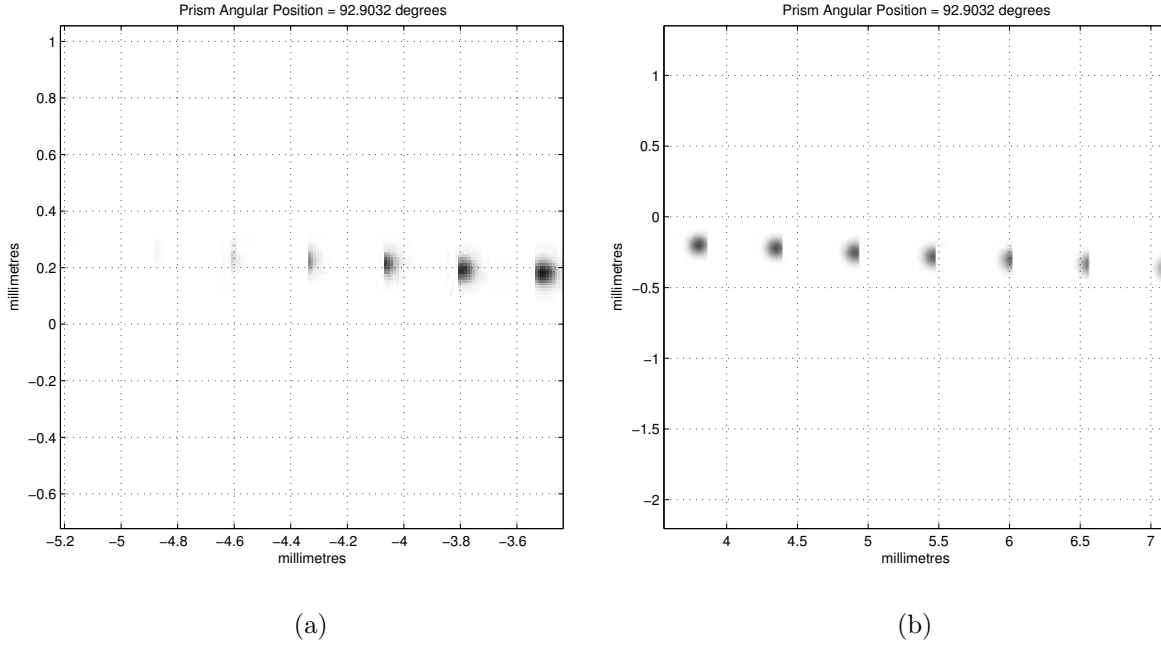 Prism Angular Position = 92.9032 degrees
1
0.8
0.6
0.4
0.2
0
−0.2
−0.4
−0.6
millimetres
−5.2 −5 −4.8 −4.6 −4.4 −4.2 −4 −3.8 −3.6
millimetres
(a)
Prism Angular Position = 92.9032 degrees
1
0.5
0
−0.5
−1
−1.5
−2
millimetres
4 4.5 5 5.5 6 6.5 7
millimetres
(b)